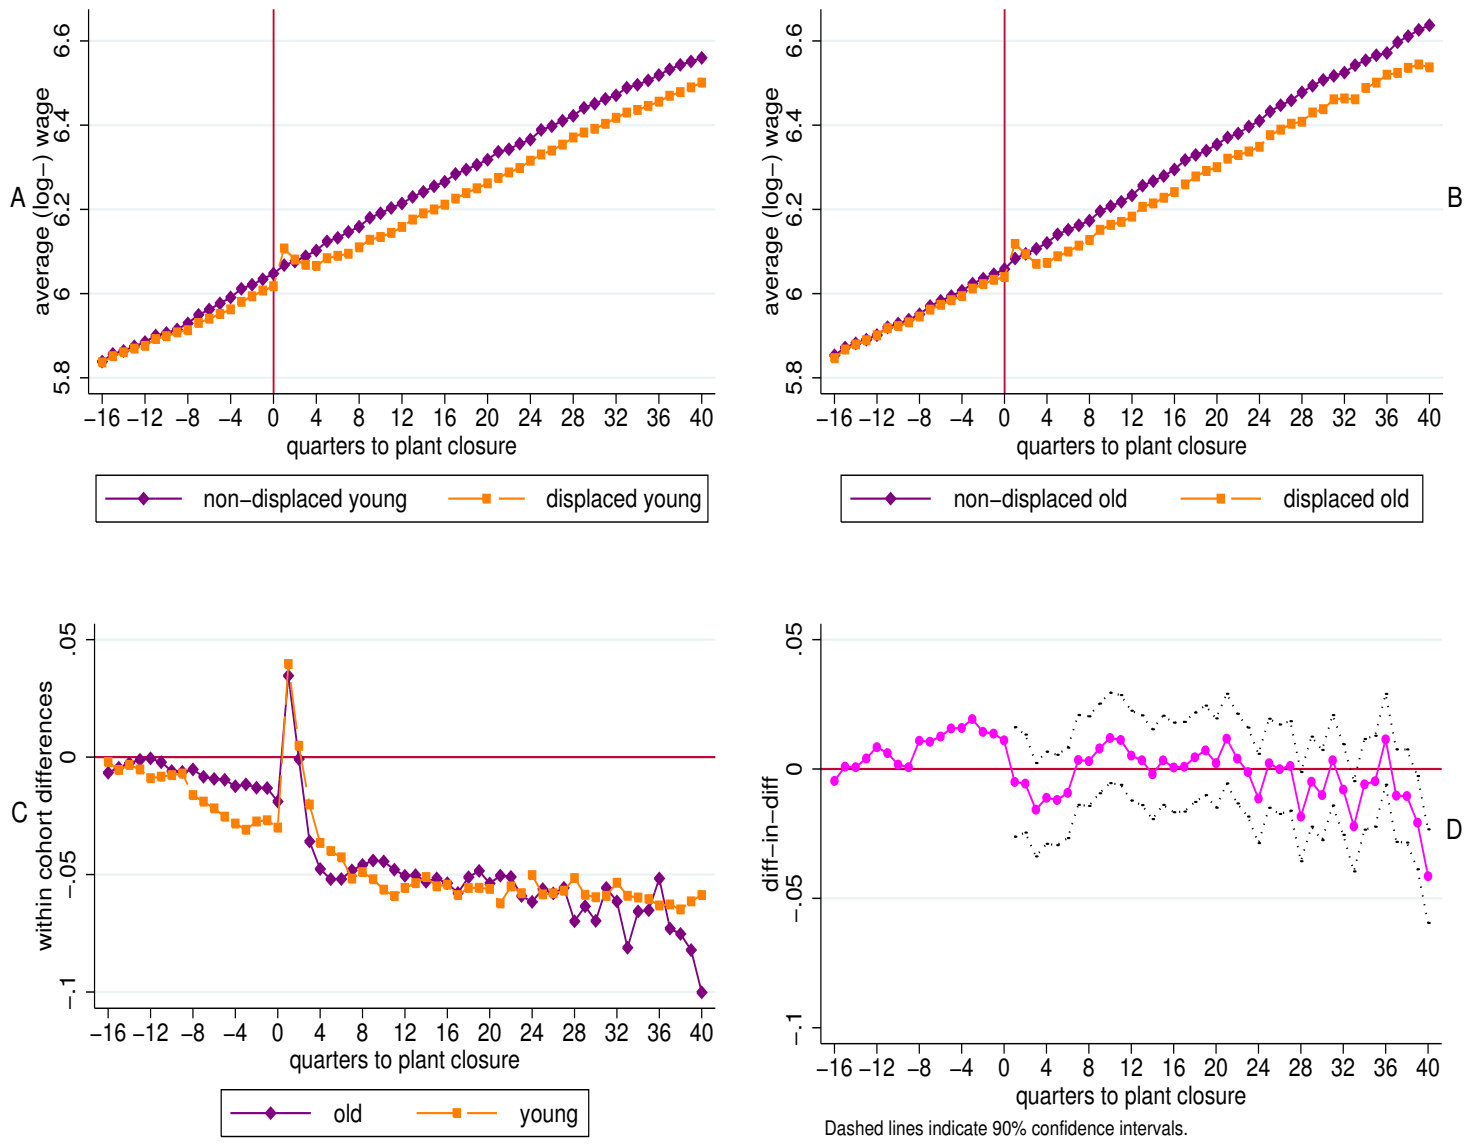 A
average (log−) wage
5.8 6 6.2 6.4 6.6
−16 −12 −8 −4 0 4 8 12 16 20 24 28 32 36 40
quarters to plant closure
non−displaced young displaced young
B
average (log−) wage
5.8 6 6.2 6.4 6.6
−16 −12 −8 −4 0 4 8 12 16 20 24 28 32 36 40
quarters to plant closure
non−displaced old displaced old
C
within cohort differences
−.1 −.05 0 .05
−16 −12 −8 −4 0 4 8 12 16 20 24 28 32 36 40
quarters to plant closure
old young
D
diff−in−diff
−.1 −.05 0 .05
−16 −12 −8 −4 0 4 8 12 16 20 24 28 32 36 40
quarters to plant closure
Dashed lines indicate 90% confidence intervals.